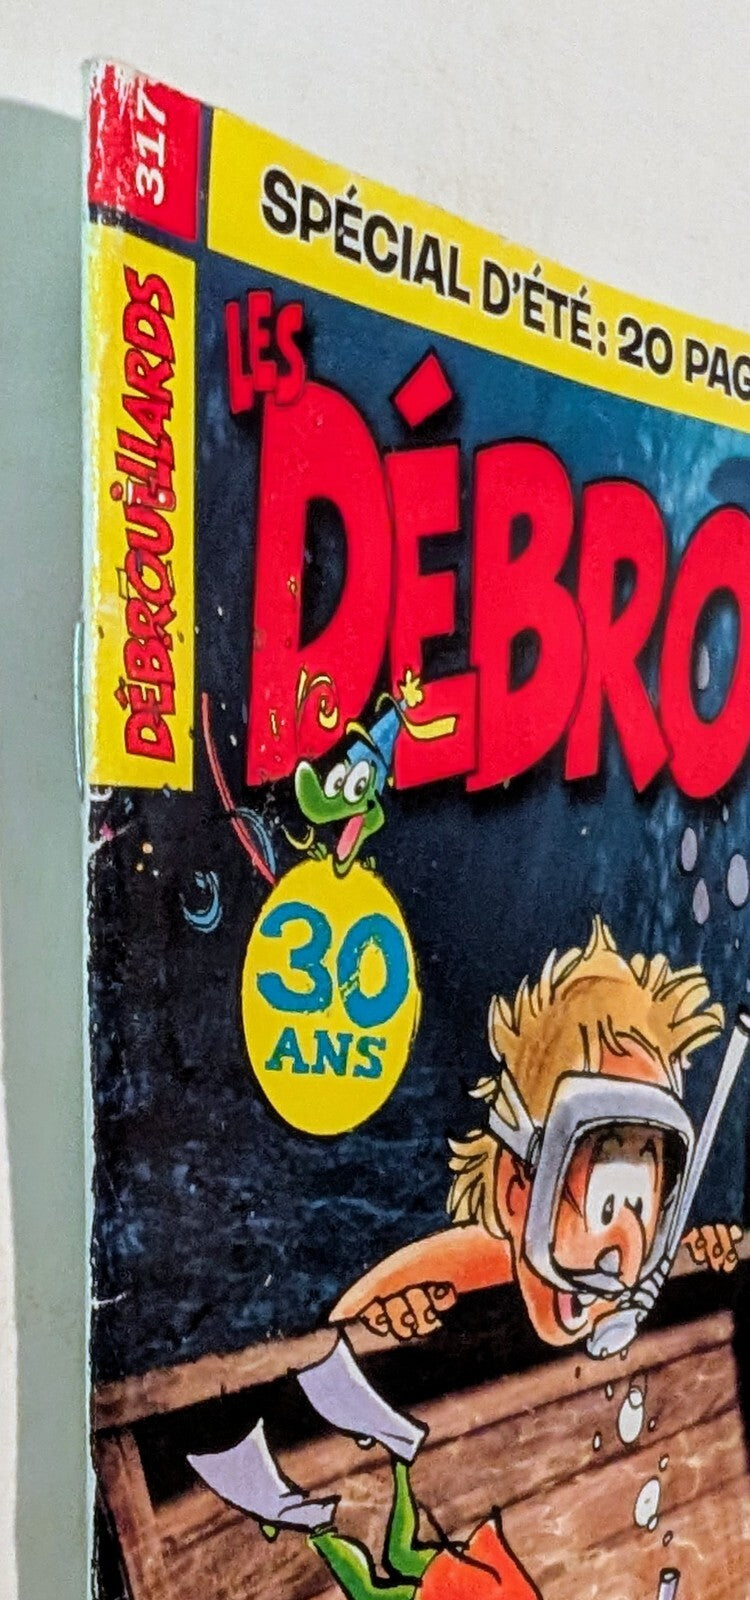 317
DÉBROUILLARDS
SPÉCIAL D'ÉTÉ: 20 PAG
LES
DÉBRO
30
ANS